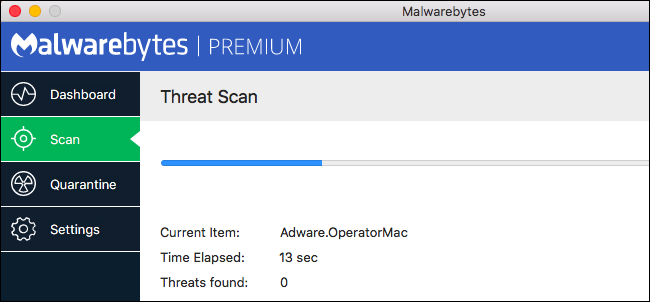 Malwarebytes
Malwarebytes | PREMIUM
Dashboard
Scan
Quarantine
Settings
Threat Scan
Current Item: Adware.OperatorMac
Time Elapsed: 13 sec
Threats found: 0